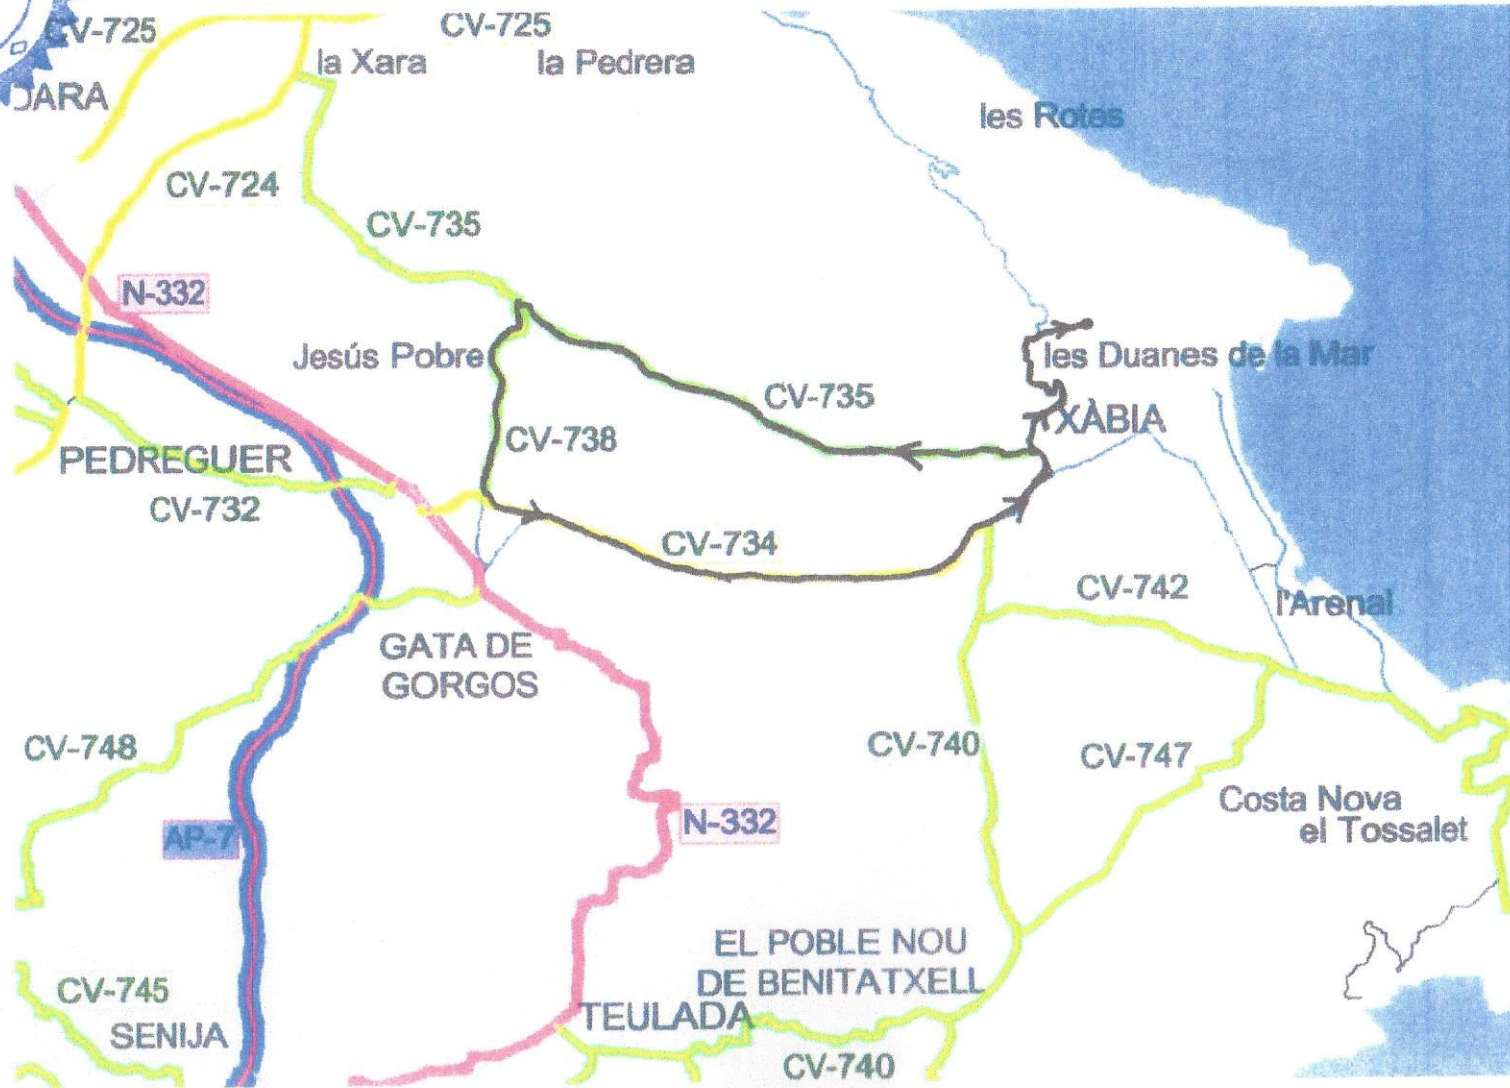 CV-725
CV-725
la Xara
la Pedrera
les Rotes
CV-724
CV-735
N-332
Jesús Pobre
les Duanes de la Mar
CV-735
XÀBIA
CV-738
PEDREGUER
CV-732
CV-734
CV-742
l'Arenal
GATA DE
GORGOS
CV-748
CV-740
CV-747
Costa Nova
el Tossalet
AP-7
N-332
EL POBLE NOU
DE BENITATXELL
CV-745
TEULADA
SENIJA
CV-740